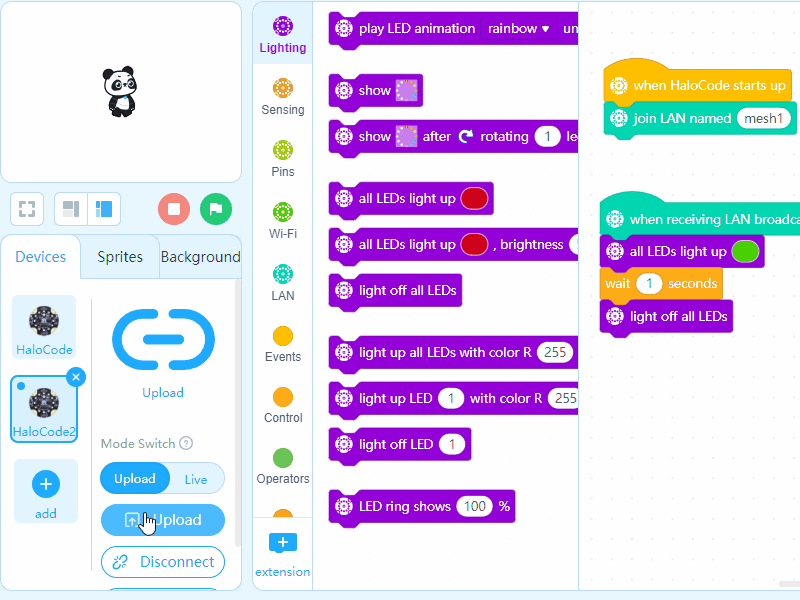 Lighting
Sensing
Pins
Wi-Fi
LAN
Events
Control
Operators
extension
play LED animation rainbow ▾ un
show
show after rotating 1 le
all LEDs light up
all LEDs light up , brightness
light off all LEDs
light up all LEDs with color R 255
light up LED 1 with color R 255
light off LED 1
LED ring shows 100 %
when HaloCode starts up
join LAN named mesh1
when receiving LAN broadca
all LEDs light up
wait 1 seconds
light off all LEDs
Devices Sprites Background
HaloCode
HaloCode2
add
Upload
Mode Switch ?
Upload Live
Upload
Disconnect